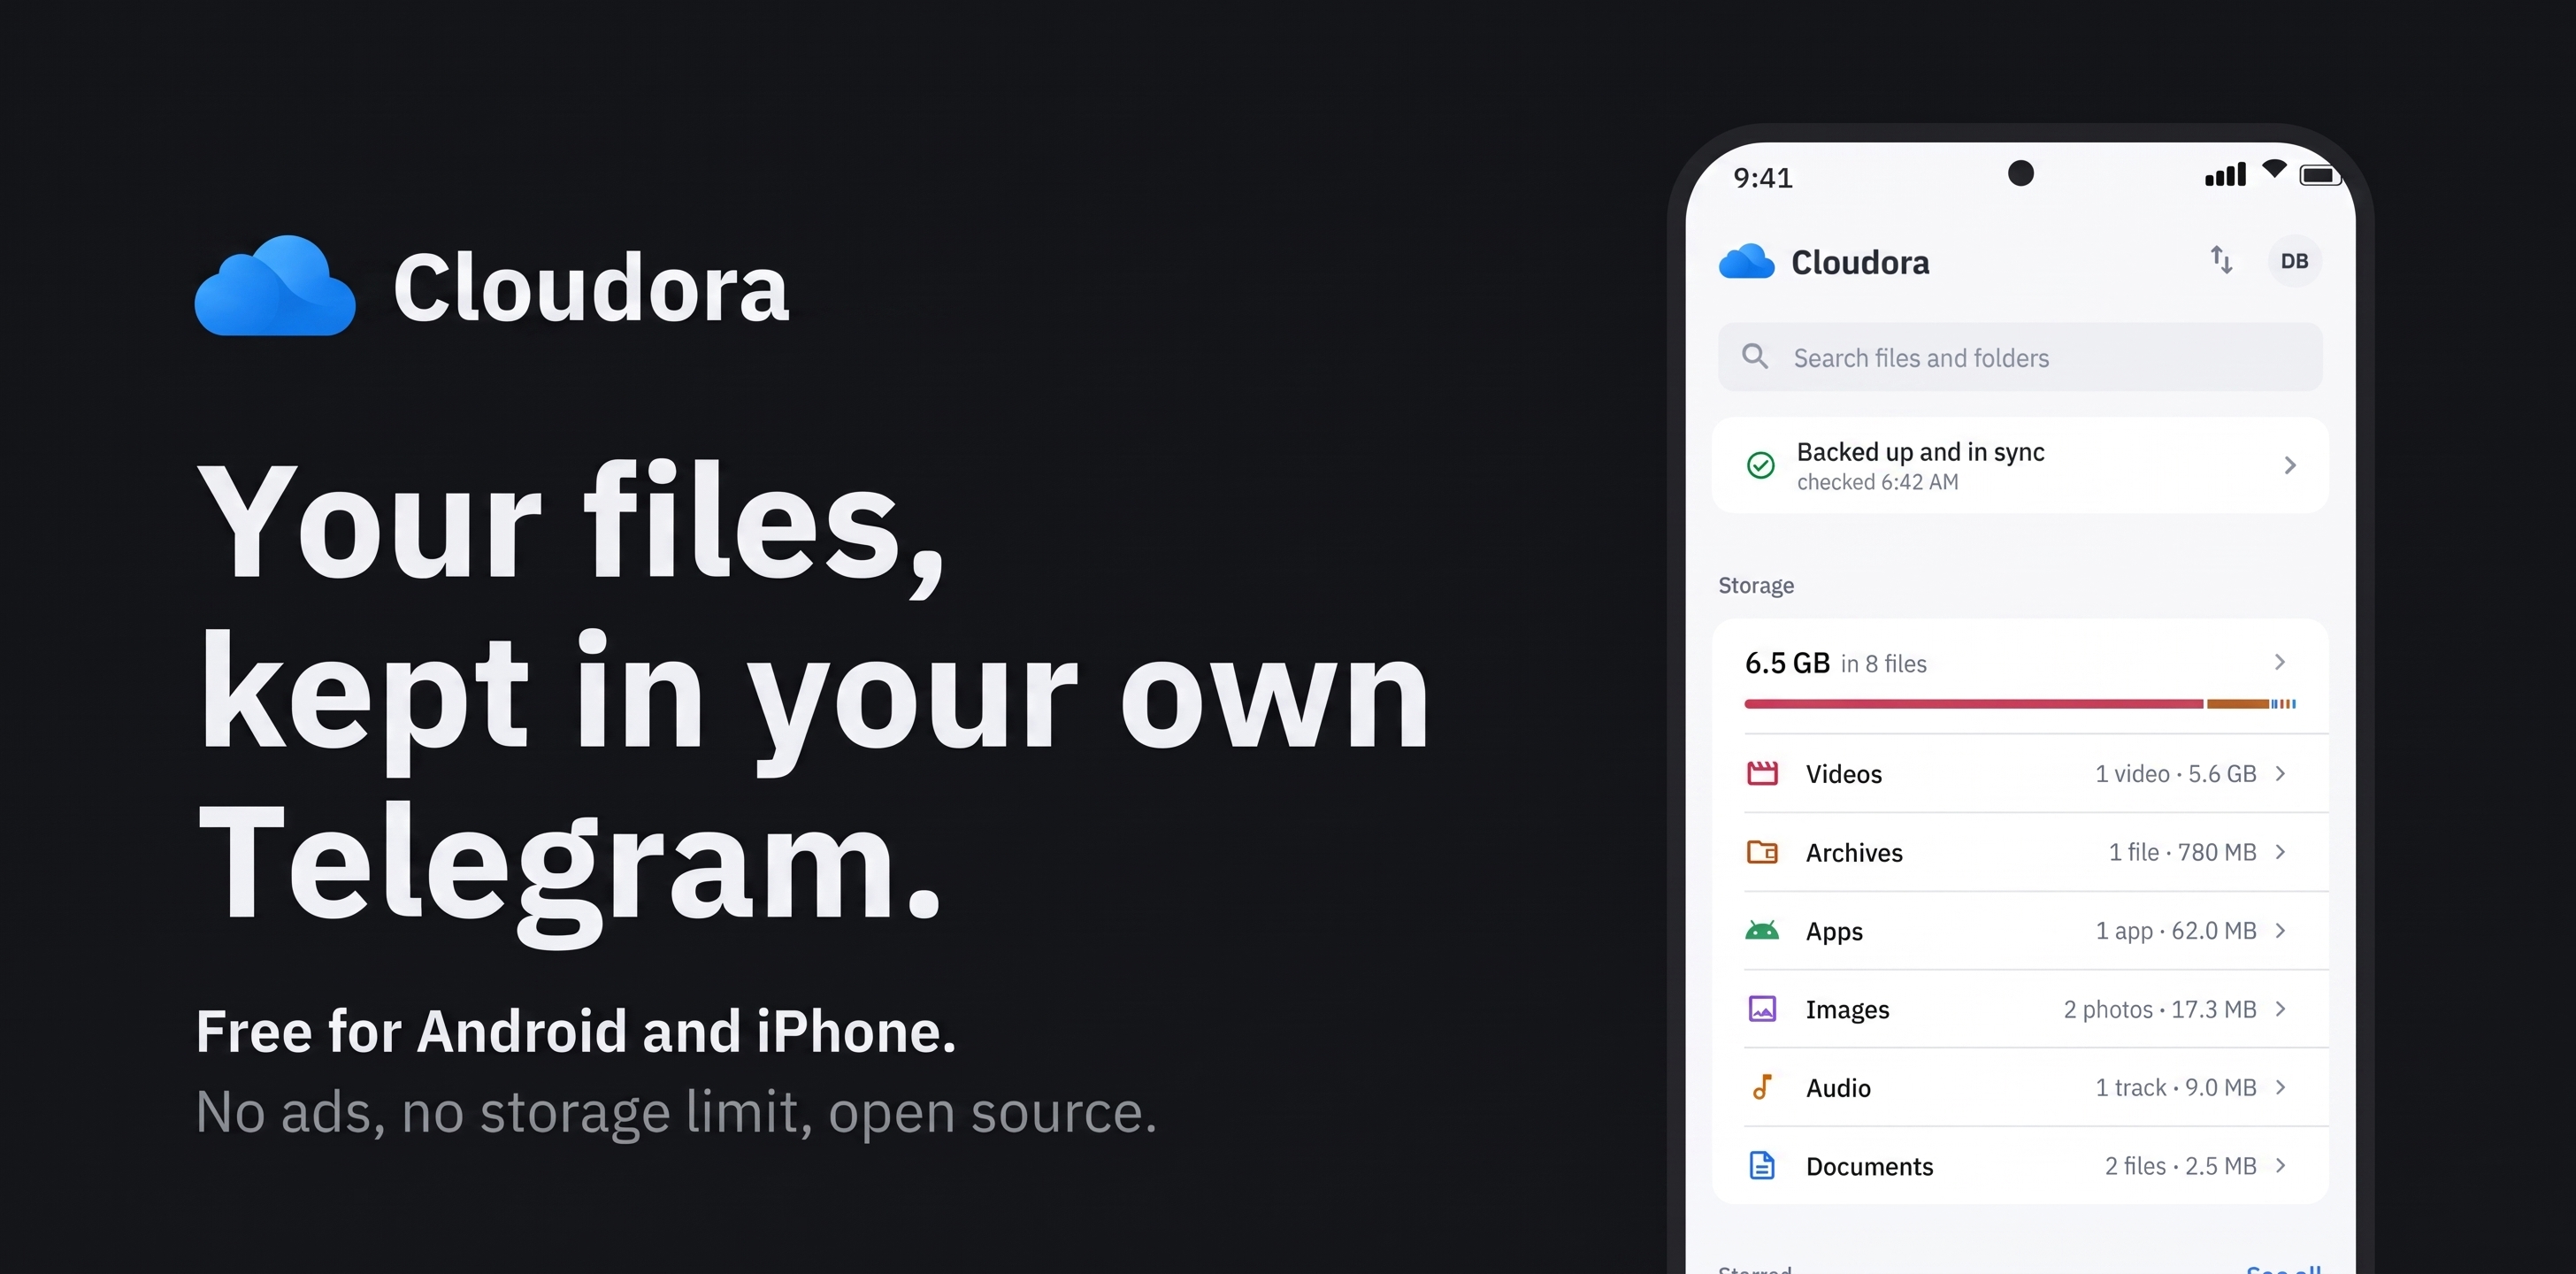 Cloudora
Your files,
kept in your own
Telegram.
Free for Android and iPhone.
No ads, no storage limit, open source.
9:41
Cloudora
DB
Search files and folders
Backed up and in sync
checked 6:42 AM
Storage
6.5 GB in 8 files
Videos 1 video · 5.6 GB
Archives 1 file · 780 MB
Apps 1 app · 62.0 MB
Images 2 photos · 17.3 MB
Audio 1 track · 9.0 MB
Documents 2 files · 2.5 MB
Starred See all